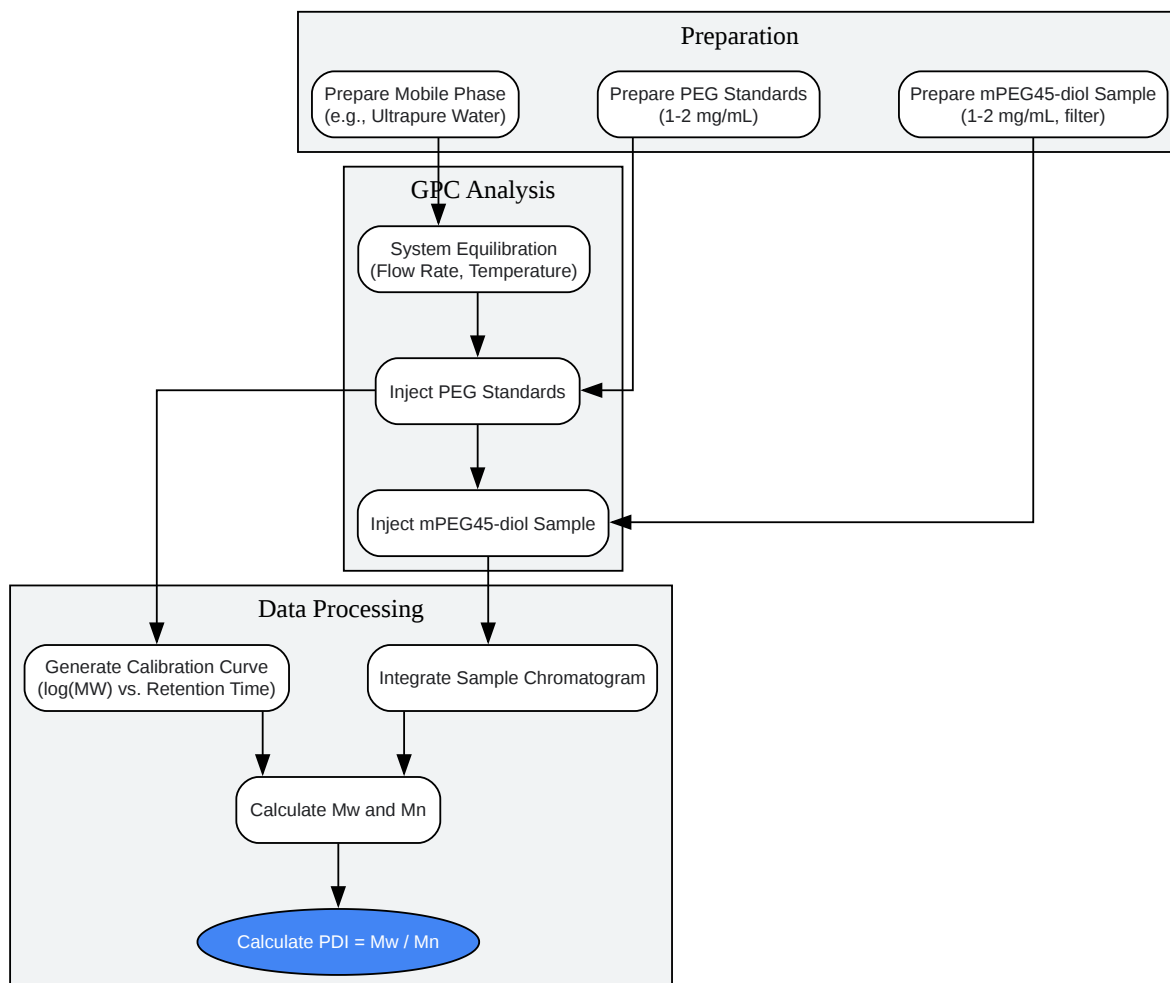 Preparation
Prepare Mobile Phase
(e.g., Ultrapure Water)
Prepare PEG Standards
(1-2 mg/mL)
Prepare mPEG45-diol Sample
(1-2 mg/mL, filter)
GPC Analysis
System Equilibration
(Flow Rate, Temperature)
Inject PEG Standards
Inject mPEG45-diol Sample
Data Processing
Generate Calibration Curve
(log(MW) vs. Retention Time)
Integrate Sample Chromatogram
Calculate Mw and Mn
Calculate PDI = Mw / Mn